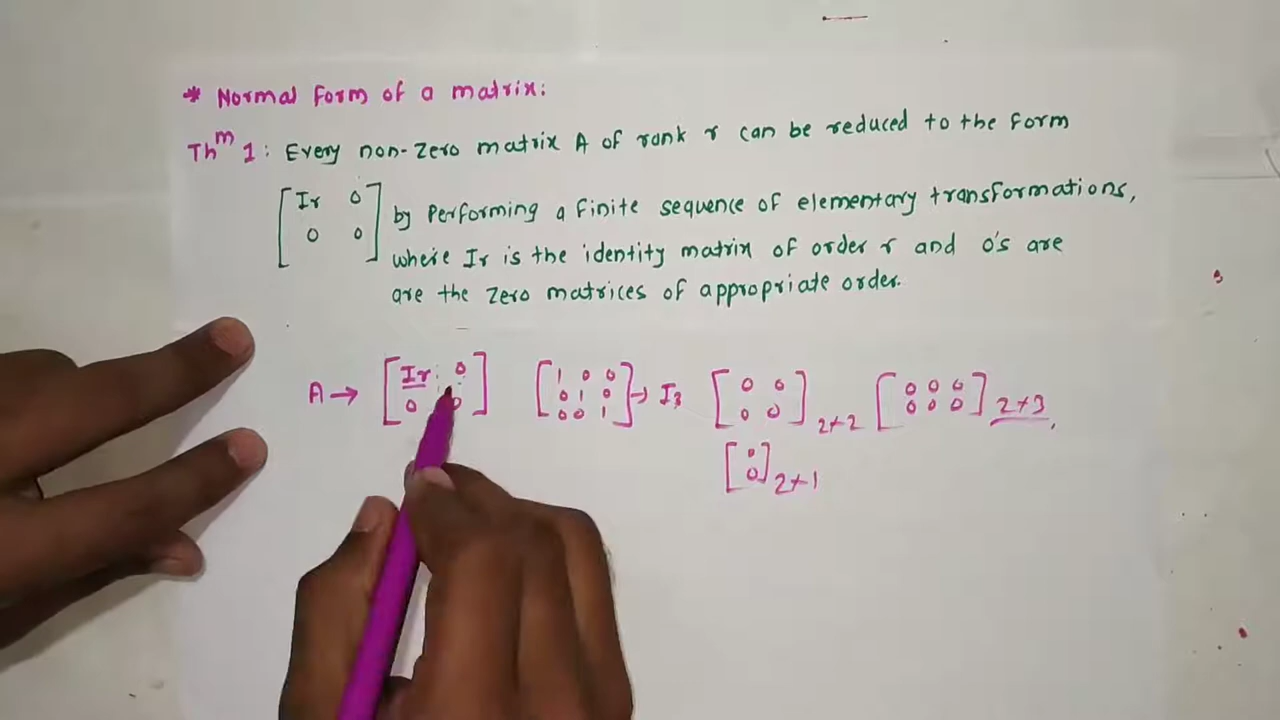 * Normal Form of a matrix:
Thm 1: Every non-zero matrix A of rank r can be reduced to the form
[Ir 0
0 0] by performing a finite sequence of elementary transformations,
where Ir is the identity matrix of order r and 0's are
are the zero matrices of appropriate order.
A → [Ir 0
0 0]
[1 0 0
0 1 0
0 0 1] → I3
[0 0
0 0] 2×2
[0 0 0
0 0 0] 2×3
[0
0] 2×1